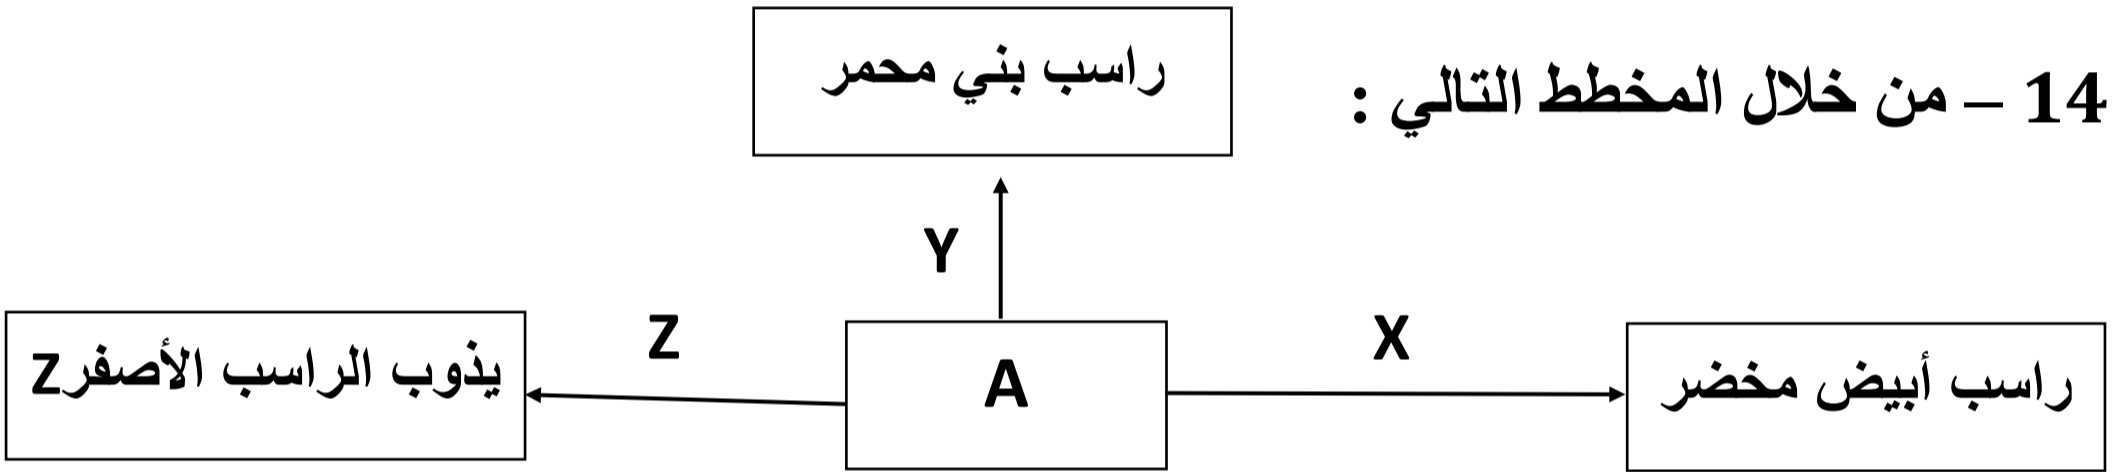 14 – من خلال المخطط التالي :
راسب بني محمر
Y
X
Z
راسب أبيض مخضر
A
يذوب الراسب الأصفرZ